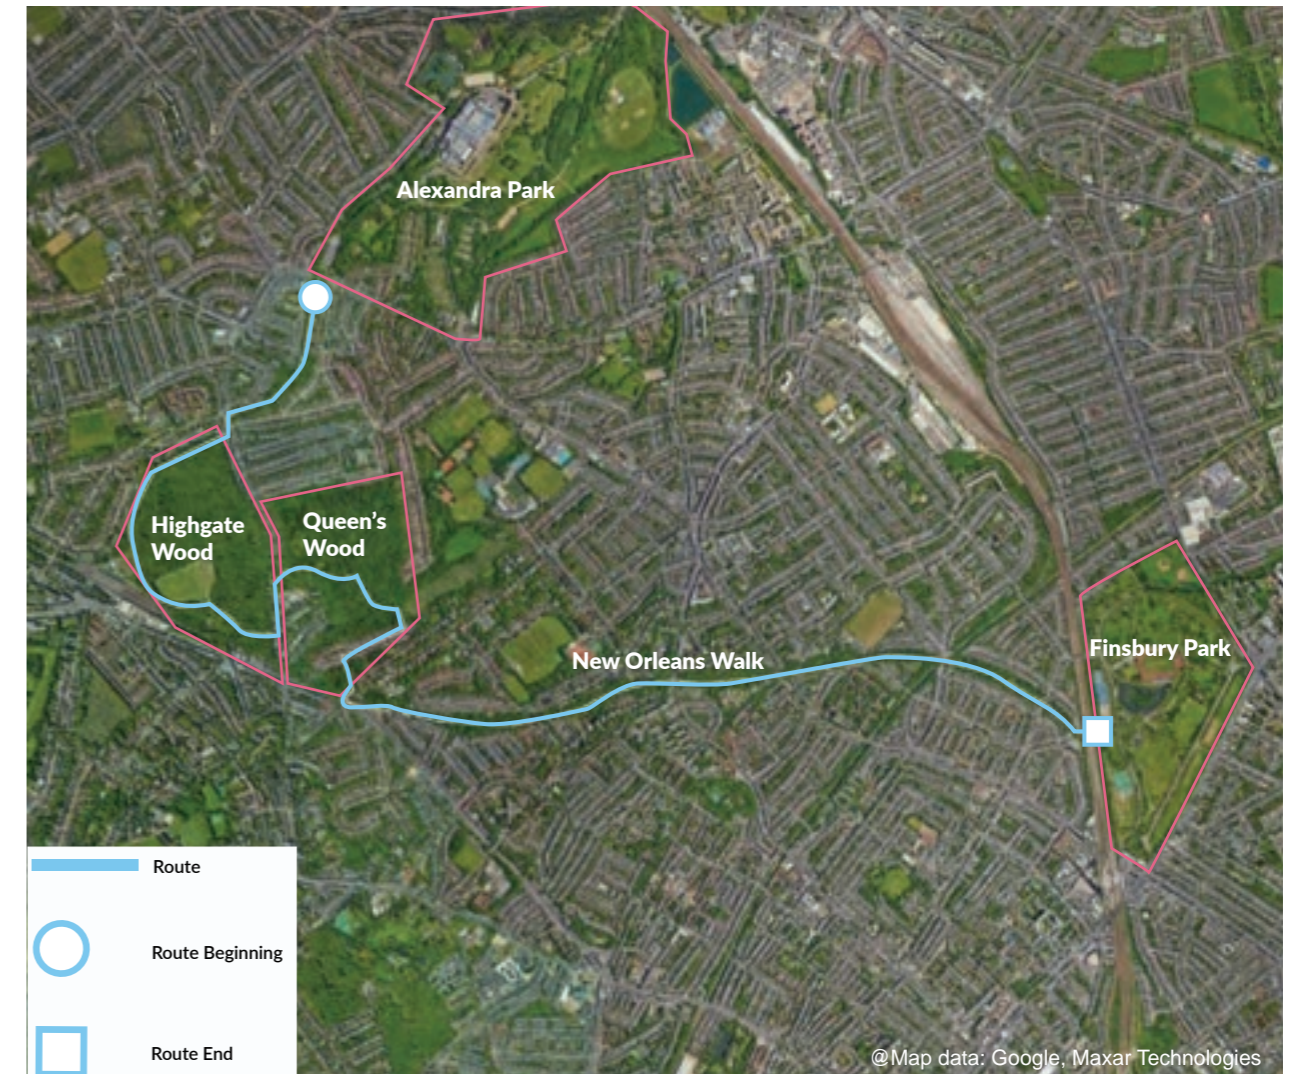 Alexandra Park
Highgate
Wood
Queen's
Wood
New Orleans Walk
Finsbury Park
Route
Route Beginning
Route End
@Map data: Google, Maxar Technologies